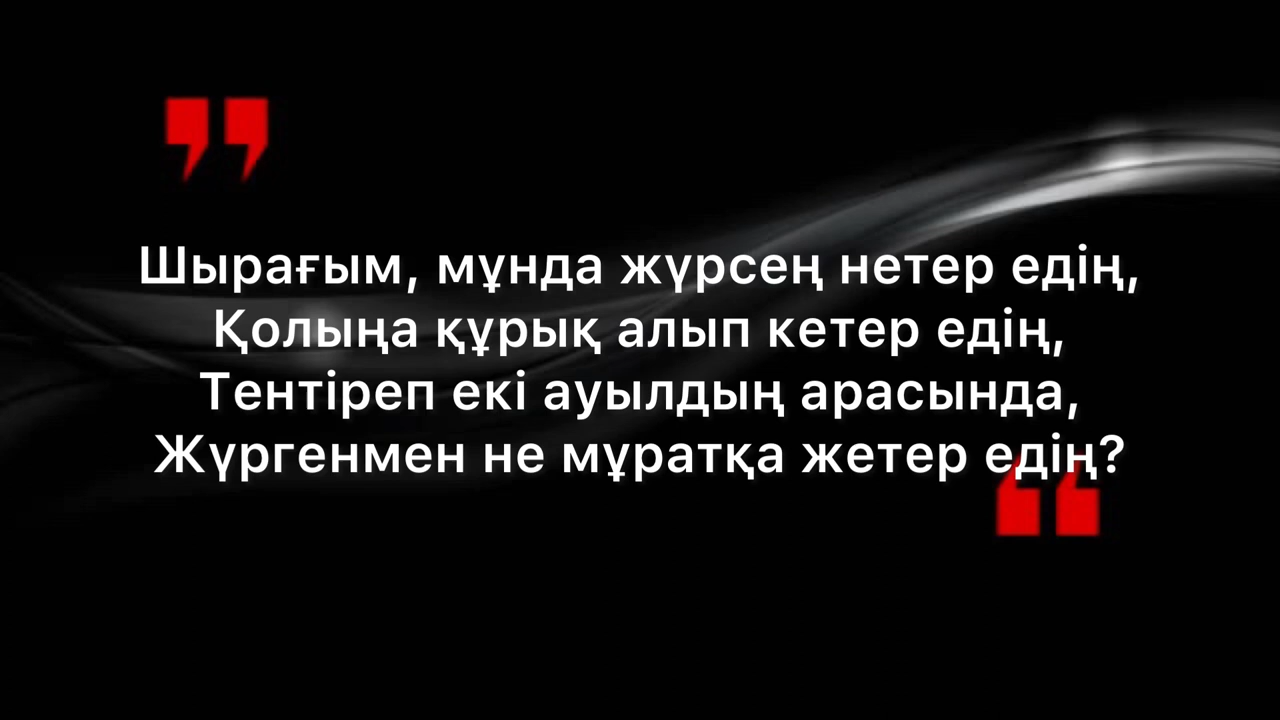 Шырағым, мұнда жүрсең нетер едің,
Қолыңа құрық алып кетер едің,
Тентіреп екі ауылдың арасында,
Жүргенмен не мұратқа жетер едің?